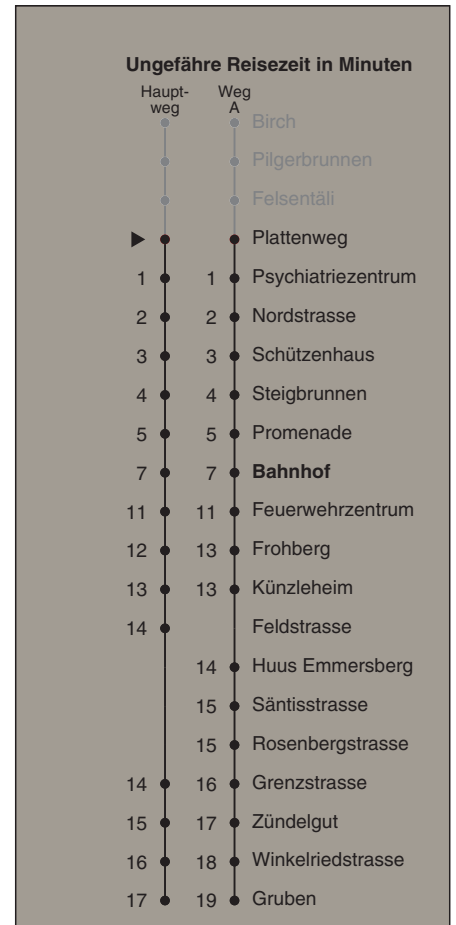 Ungefähre Reisezeit in Minuten
Haupt- Weg
weg A
Birch
Pilgerbrunnen
Felsentäli
Plattenweg
1 1 Psychiatriezentrum
2 2 Nordstrasse
3 3 Schützenhaus
4 4 Steigbrunnen
5 5 Promenade
7 7 Bahnhof
11 11 Feuerwehrzentrum
12 13 Frohberg
13 13 Künzleheim
14 Feldstrasse
14 Huus Emmersberg
15 Säntisstrasse
15 Rosenbergstrasse
14 16 Grenzstrasse
15 17 Zündelgut
16 18 Winkelriedstrasse
17 19 Gruben